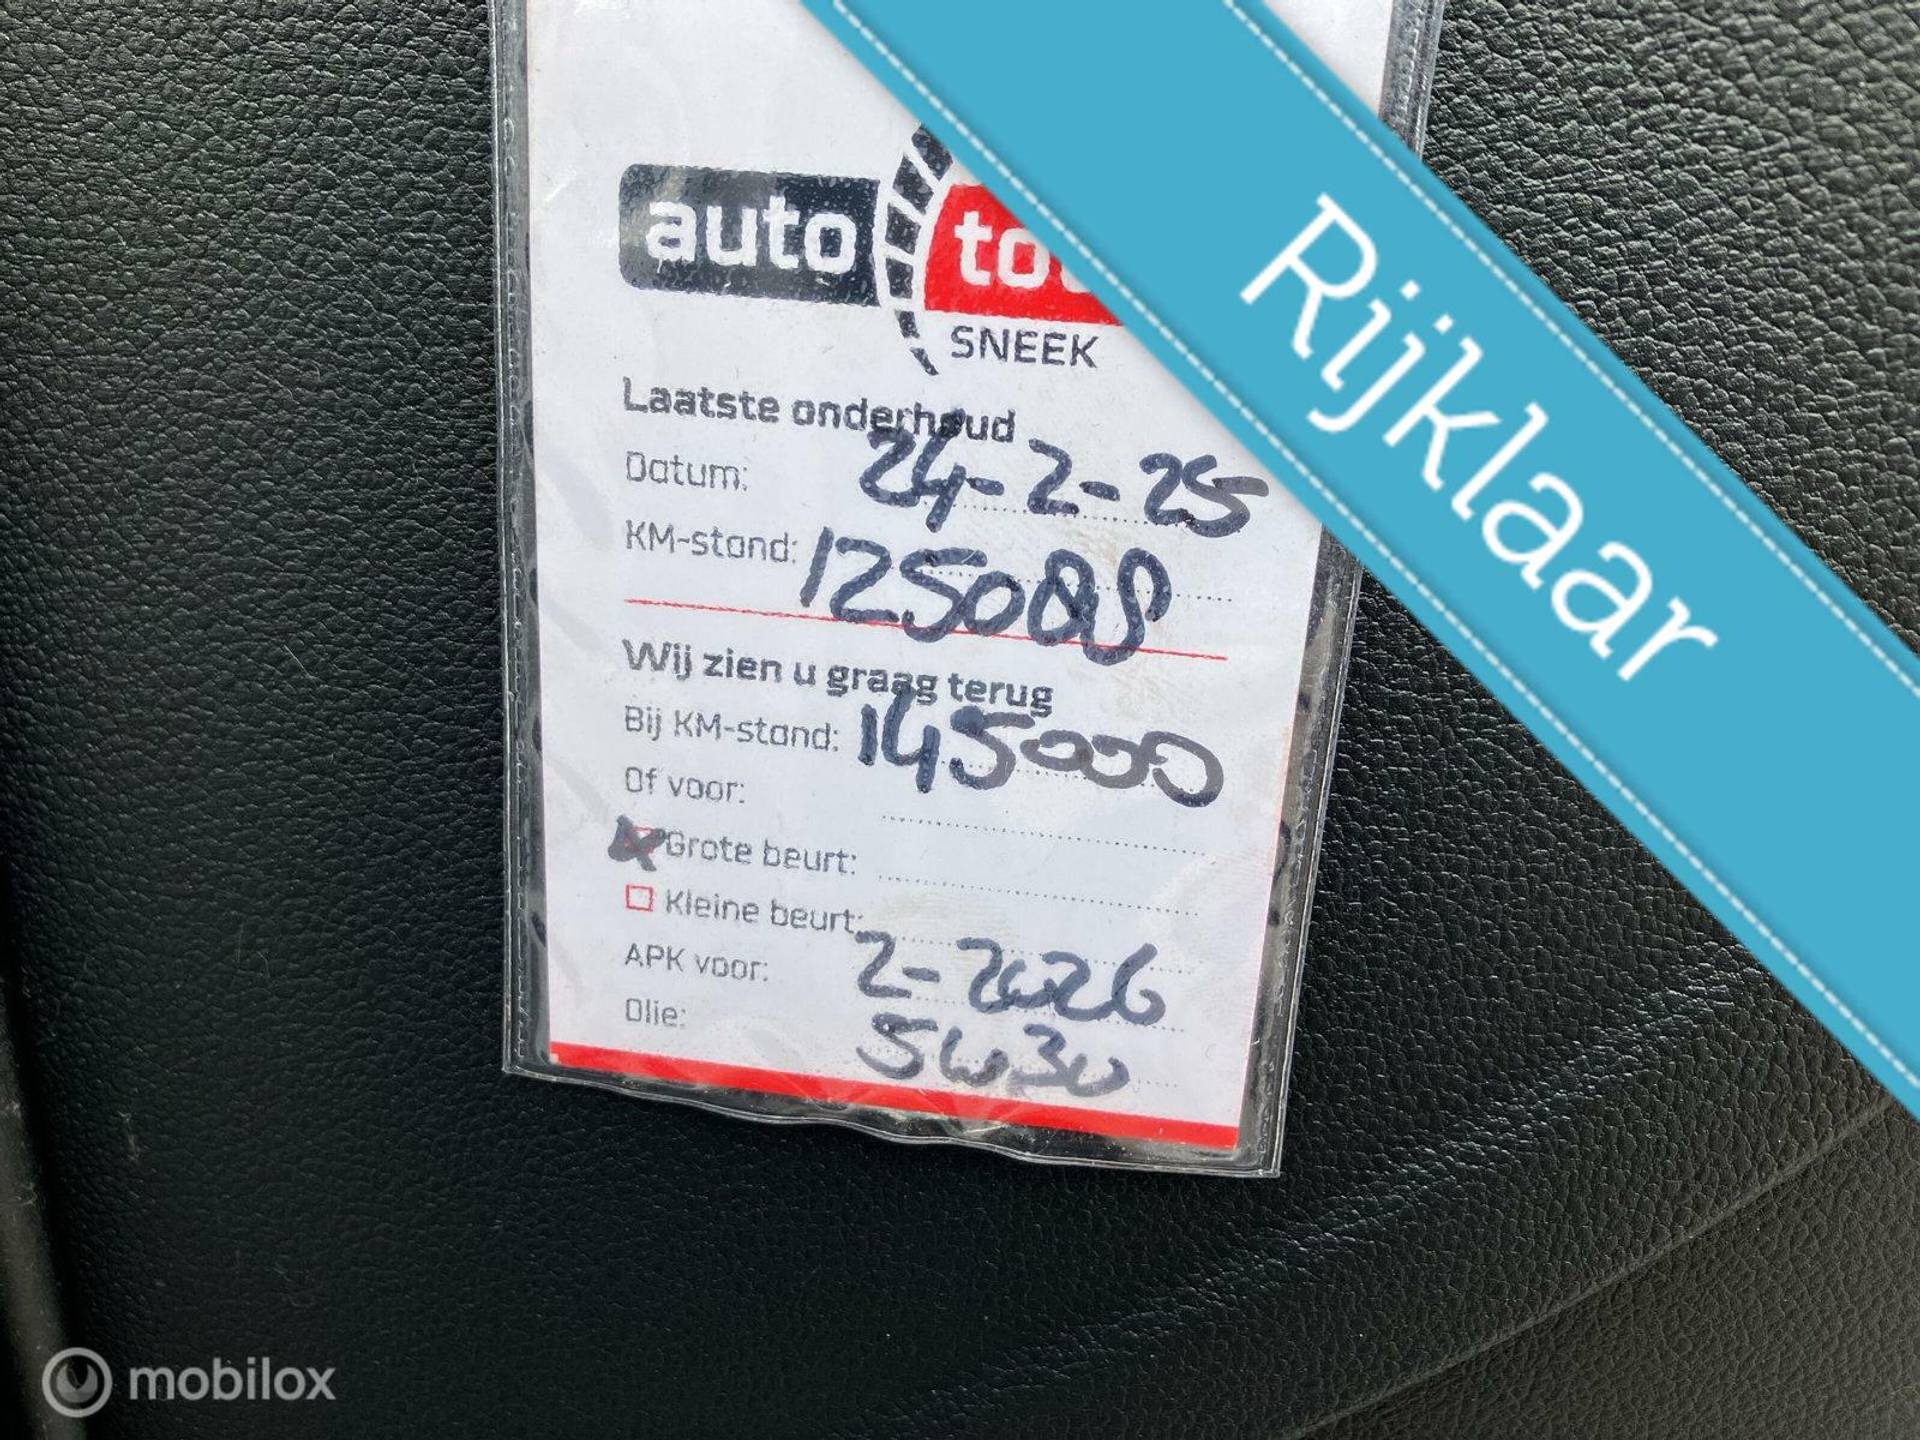 auto
SNEEK
Laatste onderhoud
Datum: 24-2-25
KM-stand: 125088
Wij zien u graag terug
Bij KM-stand: 145000
Of voor:
Grote beurt:
Kleine beurt:
APK voor: 2-2026
Olie: 5W30
Rijklaar
mobilox